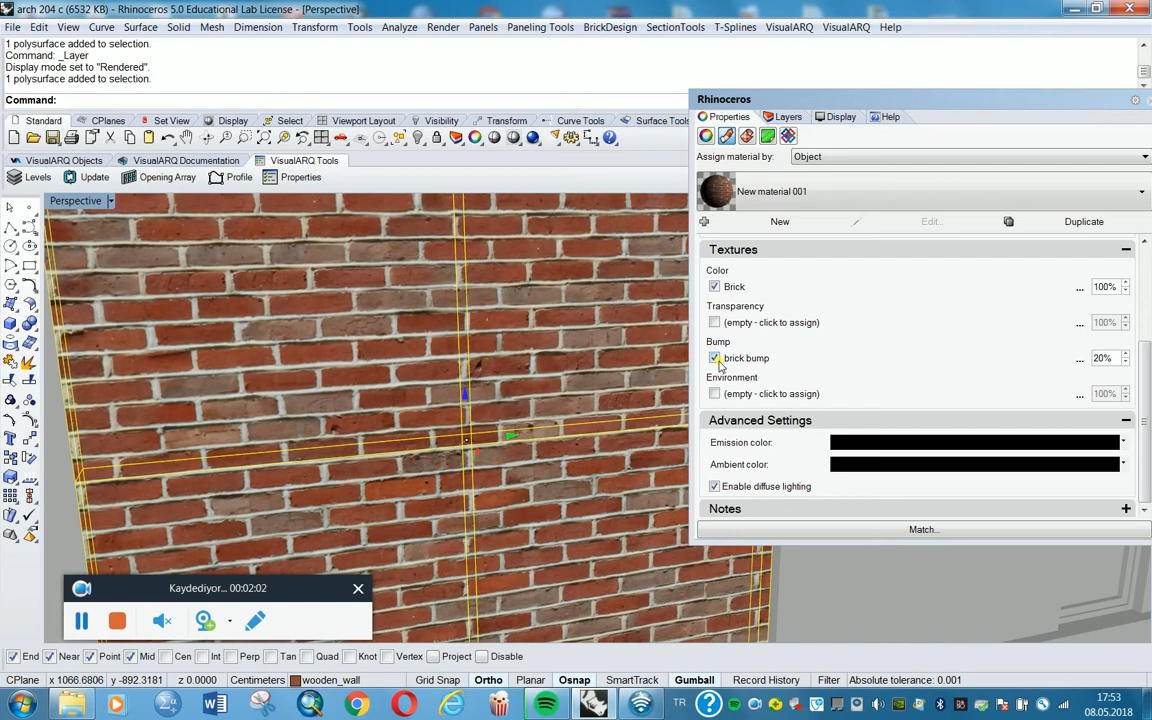 arch 204 c (6532 KB) - Rhinoceros 5.0 Educational Lab License - [Perspective]
File Edit View Curve Surface Solid Mesh Dimension Transform Tools Analyze Render Panels Paneling Tools BrickDesign SectionTools T-Splines VisualARQ VisualARQ Help
1 polysurface added to selection.
Command: _Layer
Display mode set to "Rendered".
1 polysurface added to selection.
Command:
Standard CPlanes Set View Display Select Viewport Layout Visibility Transform Curve Tools Surface Tools
VisualARQ Objects VisualARQ Documentation VisualARQ Tools
Levels Update Opening Array Profile Properties
Perspective
Rhinoceros
Properties Layers Display Help
Assign material by: Object
New material 001
New Edit... Duplicate
Textures
Color
Brick ... 100%
Transparency
(empty - click to assign) ... 100%
Bump
brick bump ... 20%
Environment
(empty - click to assign) ... 100%
Advanced Settings
Emission color:
Ambient color:
Enable diffuse lighting
Notes
Match...
Kaydediyor... 00:02:02
End Near Point Mid Cen Int Perp Tan Quad Knot Vertex Project Disable
CPlane x 1066.6806 y -892.3181 z 0.0000 Centimeters wooden_wall Grid Snap Ortho Planar Osnap SmartTrack Gumball Record History Filter Absolute tolerance: 0.001
TR
17:53
08.05.2018